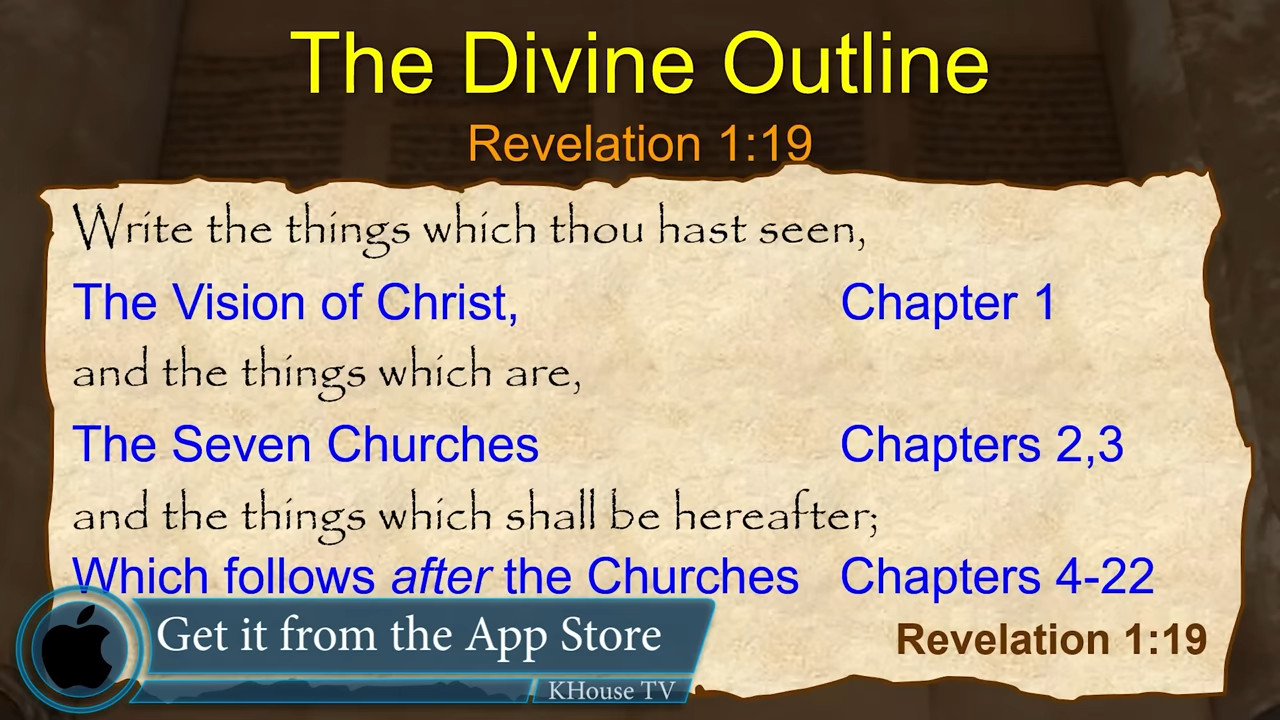 The Divine Outline
Revelation 1:19
Write the things which thou hast seen,
The Vision of Christ, Chapter 1
and the things which are,
The Seven Churches Chapters 2,3
and the things which shall be hereafter;
Which follows after the Churches Chapters 4-22
Get it from the App Store
Revelation 1:19
KHouse TV